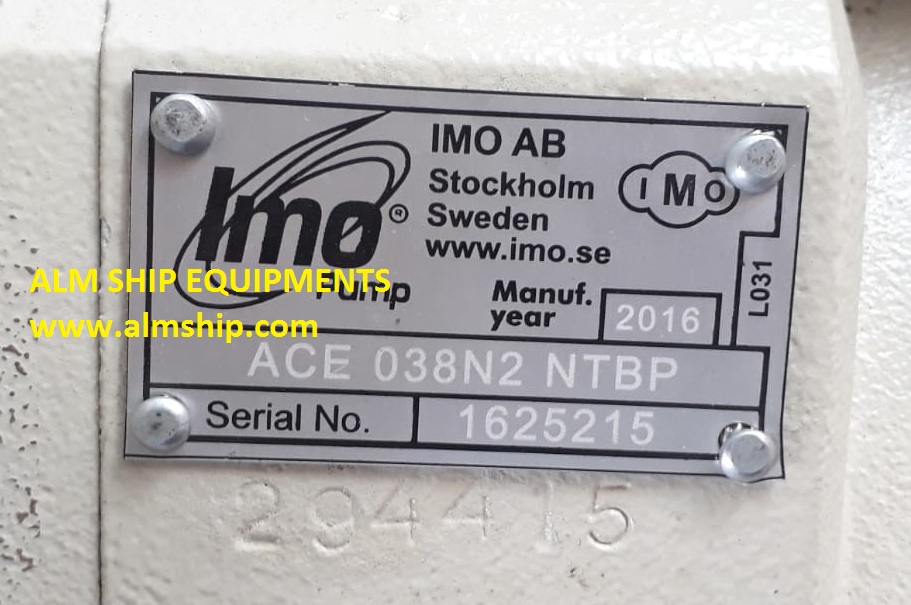 Imo®
IMO AB
Stockholm
Sweden
www.imo.se
IMO
L031
ALM SHIP EQUIPMENTS
www.almship.com
Pump
Manuf.
year
2016
ACE 038N2 NTBP
Serial No.
1625215
294415